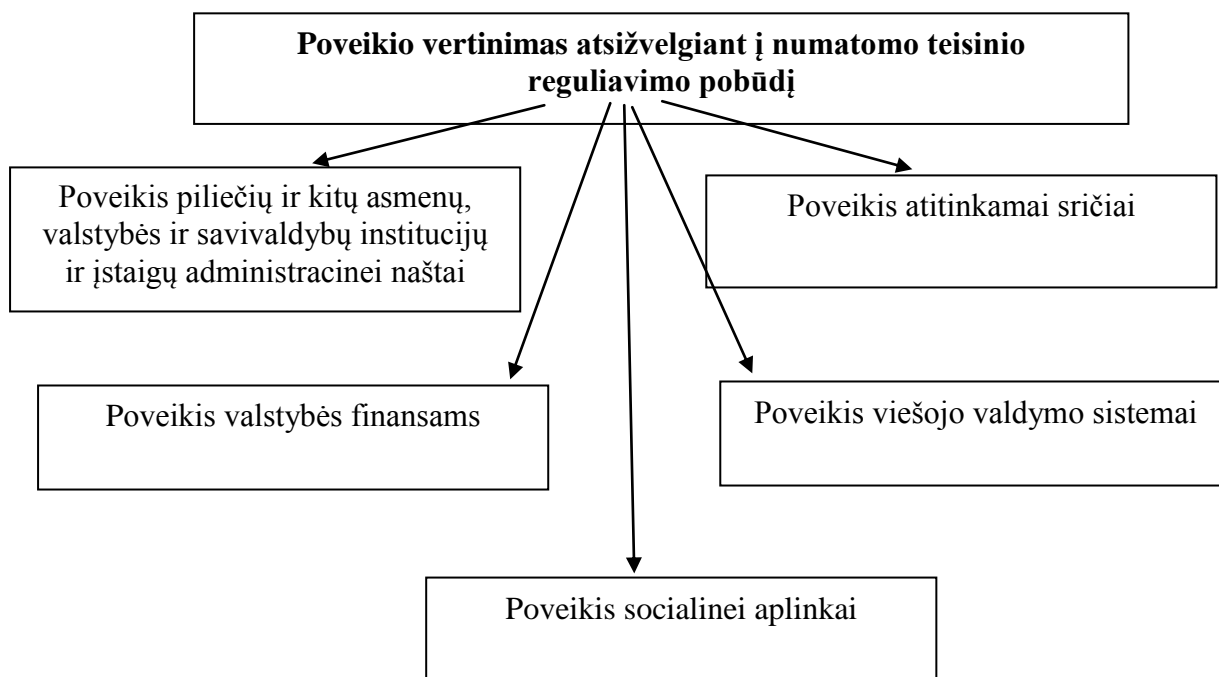 Poveikio vertinimas atsižvelgiant į numatomo teisinio
reguliavimo pobūdį
Poveikis piliečių ir kitų asmenų,
valstybės ir savivaldybų institucijų
ir įstaigų administracinei naštai
Poveikis atitinkamai sričiai
Poveikis valstybės finansams
Poveikis viešojo valdymo sistemai
Poveikis socialinei aplinkai